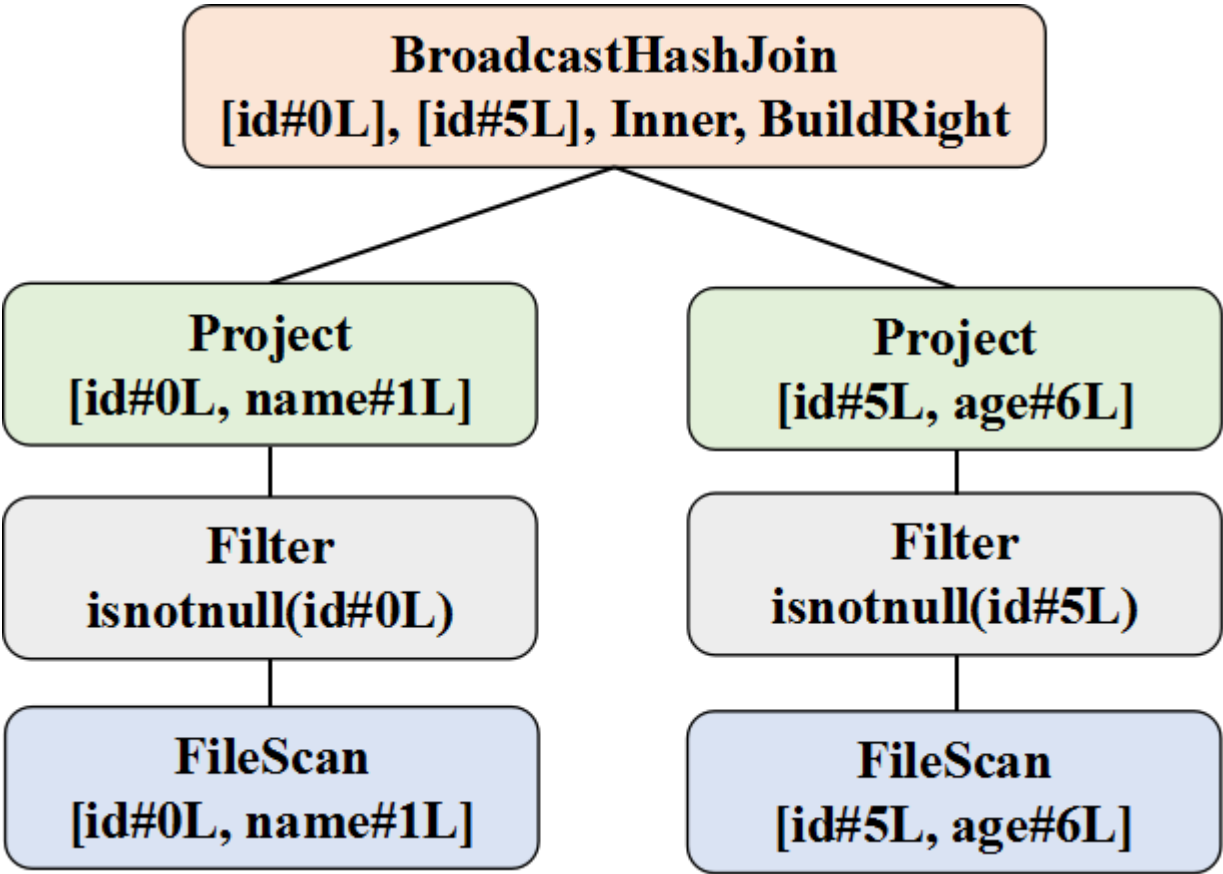 BroadcastHashJoin
[id#0L], [id#5L], Inner, BuildRight
Project
[id#0L, name#1L]
Project
[id#5L, age#6L]
Filter
isnotnull(id#0L)
Filter
isnotnull(id#5L)
FileScan
[id#0L, name#1L]
FileScan
[id#5L, age#6L]